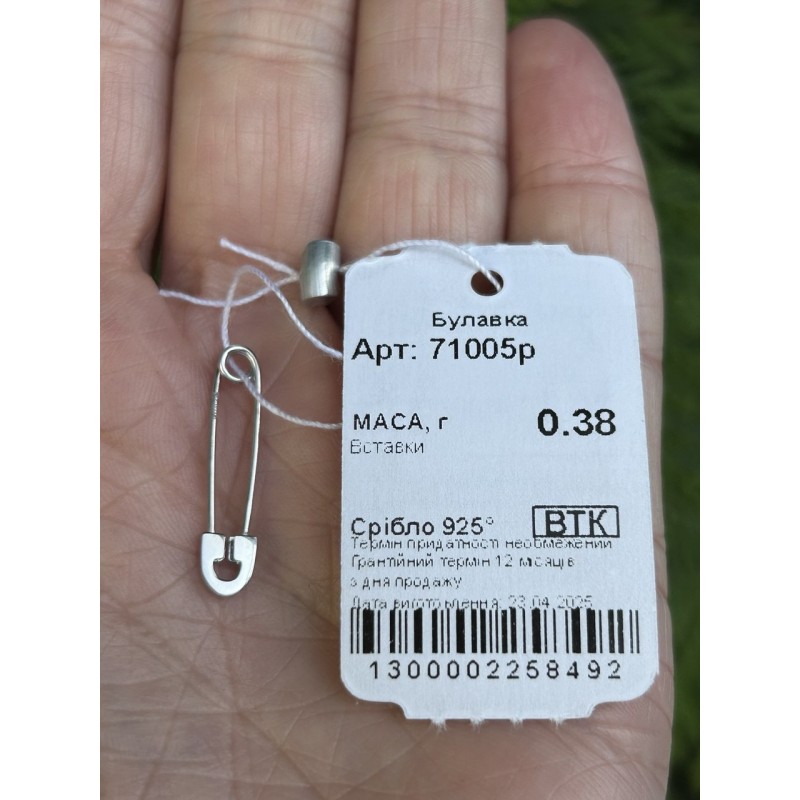 Булавка
Арт: 71005р
МАСА, г 0.38
Вставки
Срібло 925° ВТК
Термін придатності необмежений
Грантійний термін 12 місяців
з дня продажу
Дата виготовлення: 23.04.2025
1300002258492